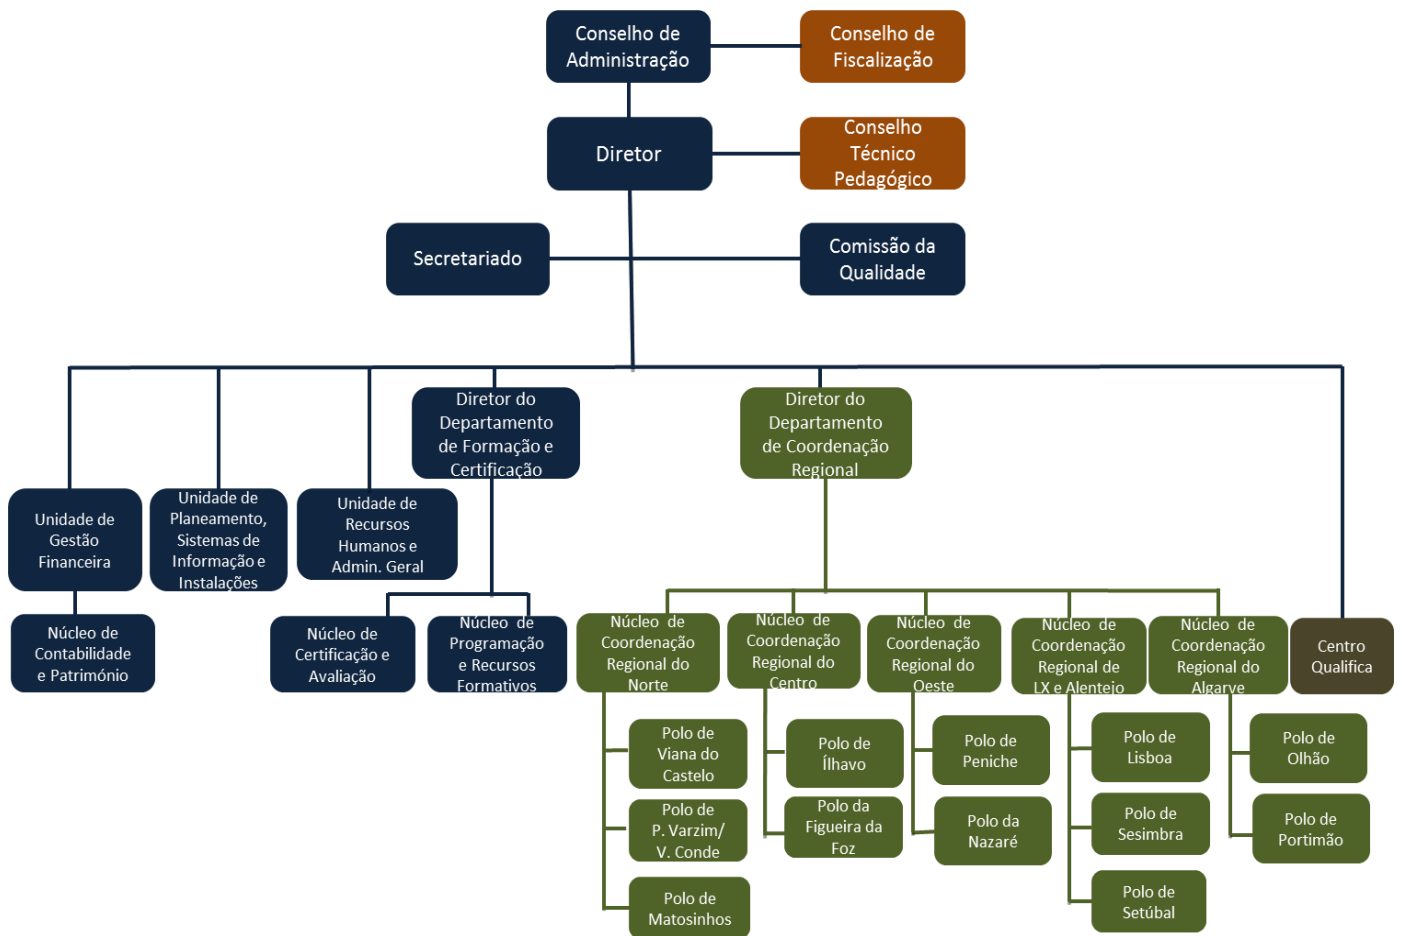 Conselho de
Administração
Conselho de
Fiscalização
Diretor
Conselho
Técnico
Pedagógico
Secretariado
Comissão da
Qualidade
Diretor do
Departamento
de Formação e
Certificação
Diretor do
Departamento
de Coordenação
Regional
Unidade de
Gestão
Financeira
Unidade de
Planeamento,
Sistemas de
Informação e
Instalações
Unidade de
Recursos
Humanos e
Admin. Geral
Núcleo de
Contabilidade
e Património
Núcleo de
Certificação e
Avaliação
Núcleo de
Programação
e Recursos
Formativos
Núcleo de
Coordenação
Regional do
Norte
Núcleo de
Coordenação
Regional do
Centro
Núcleo de
Coordenação
Regional do
Oeste
Núcleo de
Coordenação
Regional de
LX e Alentejo
Núcleo de
Coordenação
Regional do
Algarve
Centro
Qualifica
Polo de
Viana do
Castelo
Polo de
P. Varzim/
V. Conde
Polo de
Matosinhos
Polo de
Ílhavo
Polo da
Figueira da
Foz
Polo de
Peniche
Polo da
Nazaré
Polo de
Lisboa
Polo de
Sesimbra
Polo de
Setúbal
Polo de
Olhão
Polo de
Portimão